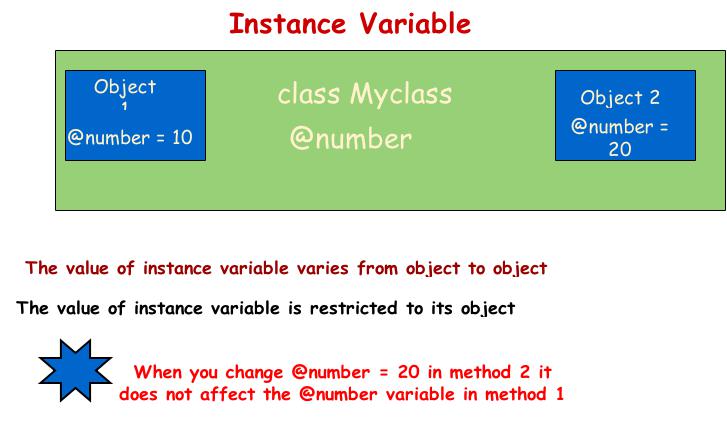 Instance Variable
Object
1
@number = 10
class Myclass
@number
Object 2
@number =
20
The value of instance variable varies from object to object
The value of instance variable is restricted to its object
When you change @number = 20 in method 2 it
does not affect the @number variable in method 1